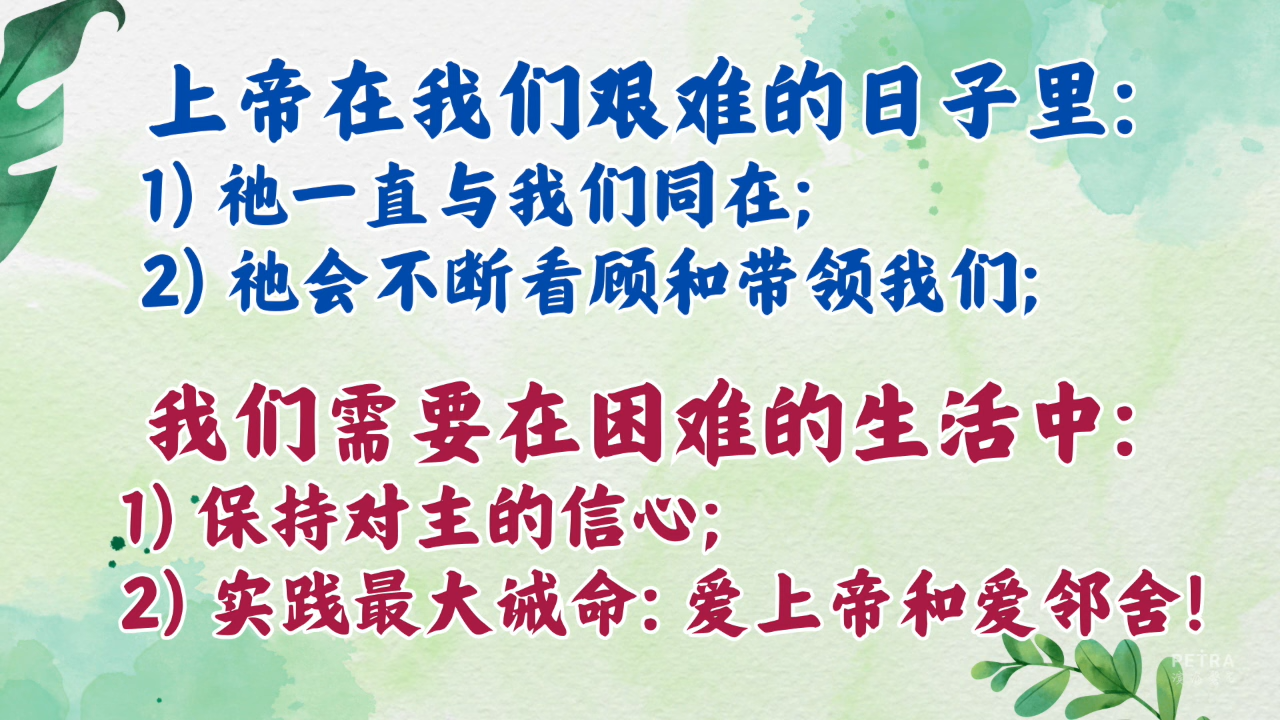 上帝在我们艰难的日子里:
1) 祂一直与我们同在;
2) 祂会不断看顾和带领我们;
我们需要在困难的生活中:
1) 保持对主的信心;
2) 实践最大诫命: 爱上帝和爱邻舍!
PETRA